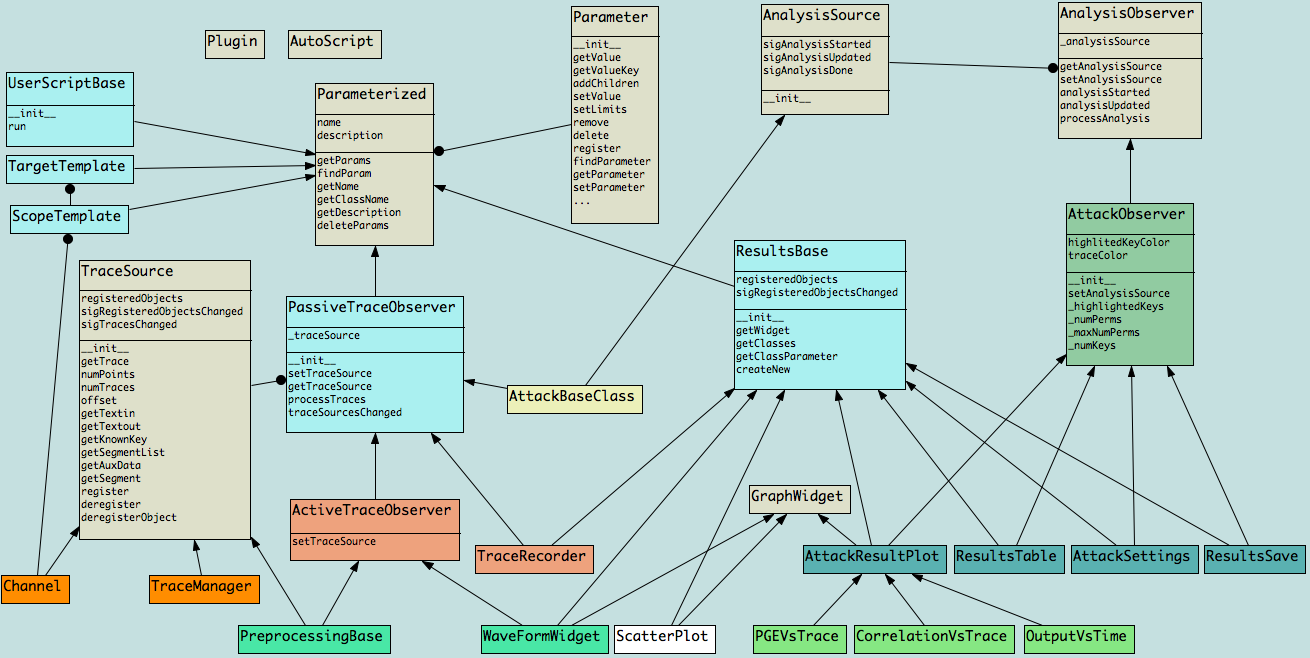 Plugin
AutoScript
UserScriptBase
__init__
run
TargetTemplate
ScopeTemplate
Parameterized
name
description
getParams
findParam
getName
getClassName
getDescription
deleteParams
Parameter
__init__
getValue
getValueKey
addChildren
setValue
setLimits
remove
delete
register
findParameter
getParameter
setParameter
...
AnalysisSource
sigAnalysisStarted
sigAnalysisUpdated
sigAnalysisDone
__init__
AnalysisObserver
_analysisSource
getAnalysisSource
setAnalysisSource
analysisStarted
analysisUpdated
processAnalysis
TraceSource
registeredObjects
sigRegisteredObjectsChanged
sigTracesChanged
__init__
getTrace
numPoints
numTraces
offset
getTextin
getTextout
getKnownKey
getSegmentList
getAuxData
getSegment
register
deregister
deregisterObject
PassiveTraceObserver
_traceSource
__init__
setTraceSource
getTraceSource
processTraces
traceSourcesChanged
AttackBaseClass
ResultsBase
registeredObjects
sigRegisteredObjectsChanged
__init__
getWidget
getClasses
getClassParameter
createNew
AttackObserver
highlitedKeyColor
traceColor
__init__
setAnalysisSource
_highlightedKeys
_numPerms
_maxNumPerms
_numKeys
ActiveTraceObserver
setTraceSource
TraceRecorder
GraphWidget
AttackResultPlot
ResultsTable
AttackSettings
ResultsSave
Channel
TraceManager
PreprocessingBase
WaveFormWidget
ScatterPlot
PGEVsTrace
CorrelationVsTrace
OutputVsTime